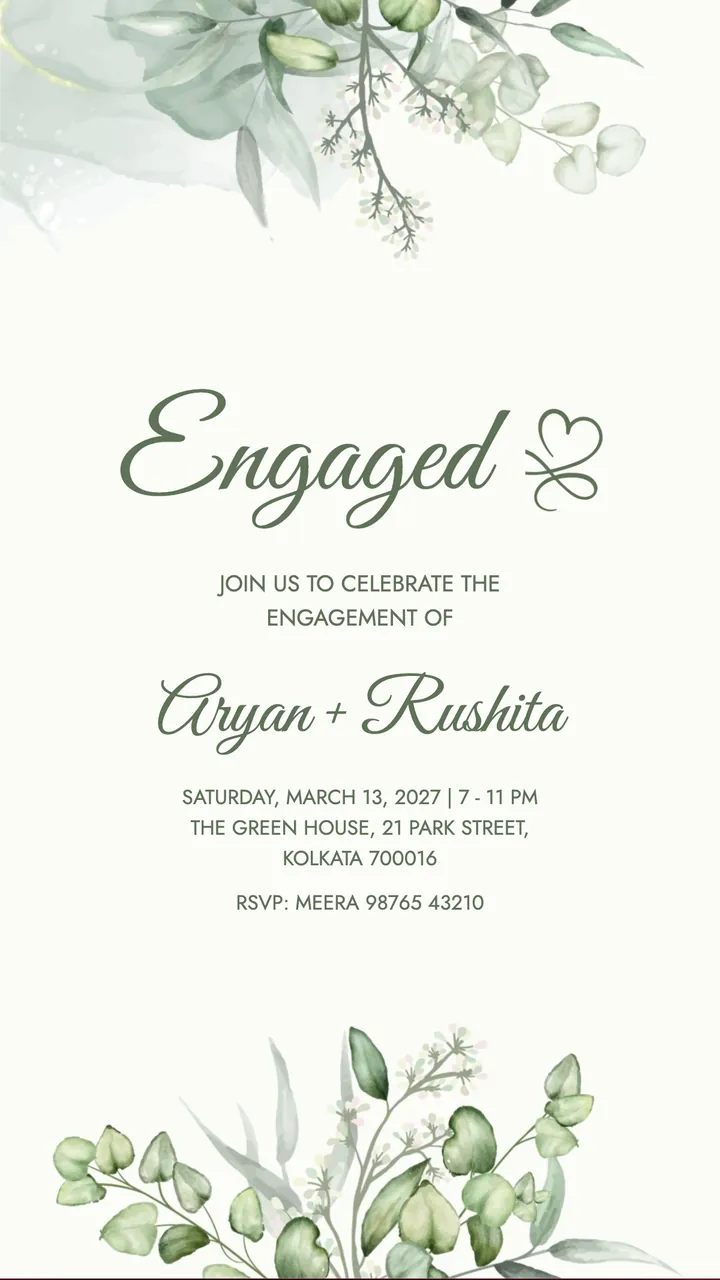 Engaged
JOIN US TO CELEBRATE THE
ENGAGEMENT OF
Aryan + Rushita
SATURDAY, MARCH 13, 2027 | 7 - 11 PM
THE GREEN HOUSE, 21 PARK STREET,
KOLKATA 700016
RSVP: MEERA 98765 43210